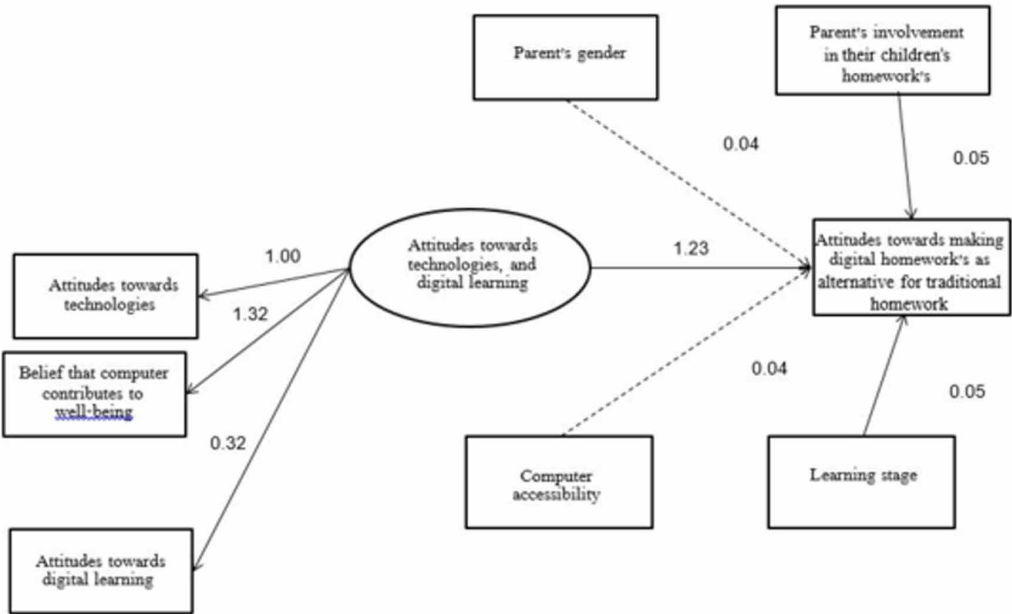 Parent's gender
Parent's involvement
in their children's
homework's
0.04
0.05
Attitudes towards
technologies, and
digital learning
1.23
Attitudes towards making
digital homework's as
alternative for traditional
homework
1.00
Attitudes towards
technologies
1.32
Belief that computer
contributes to
well-being
0.32
Attitudes towards
digital learning
0.04
0.05
Computer
accessibility
Learning stage